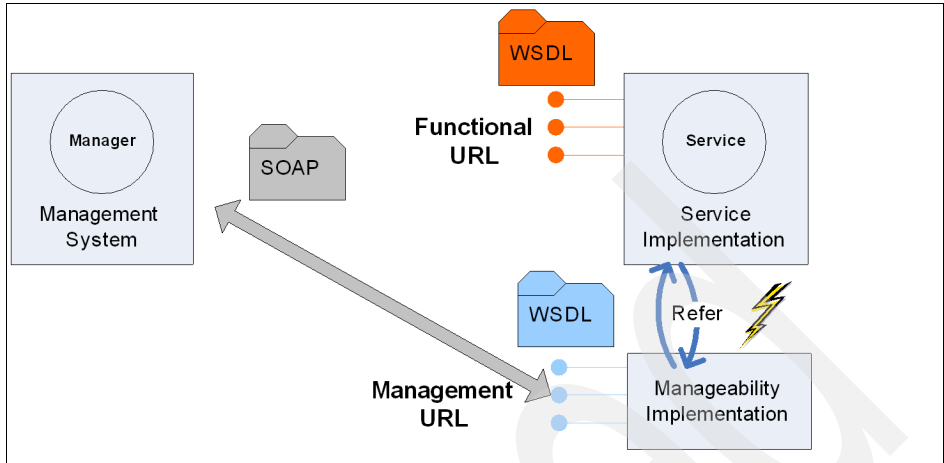 WSDL
Manager
Management
System
SOAP
Functional
URL
Service
Service
Implementation
WSDL
Refer
Management
URL
Manageability
Implementation